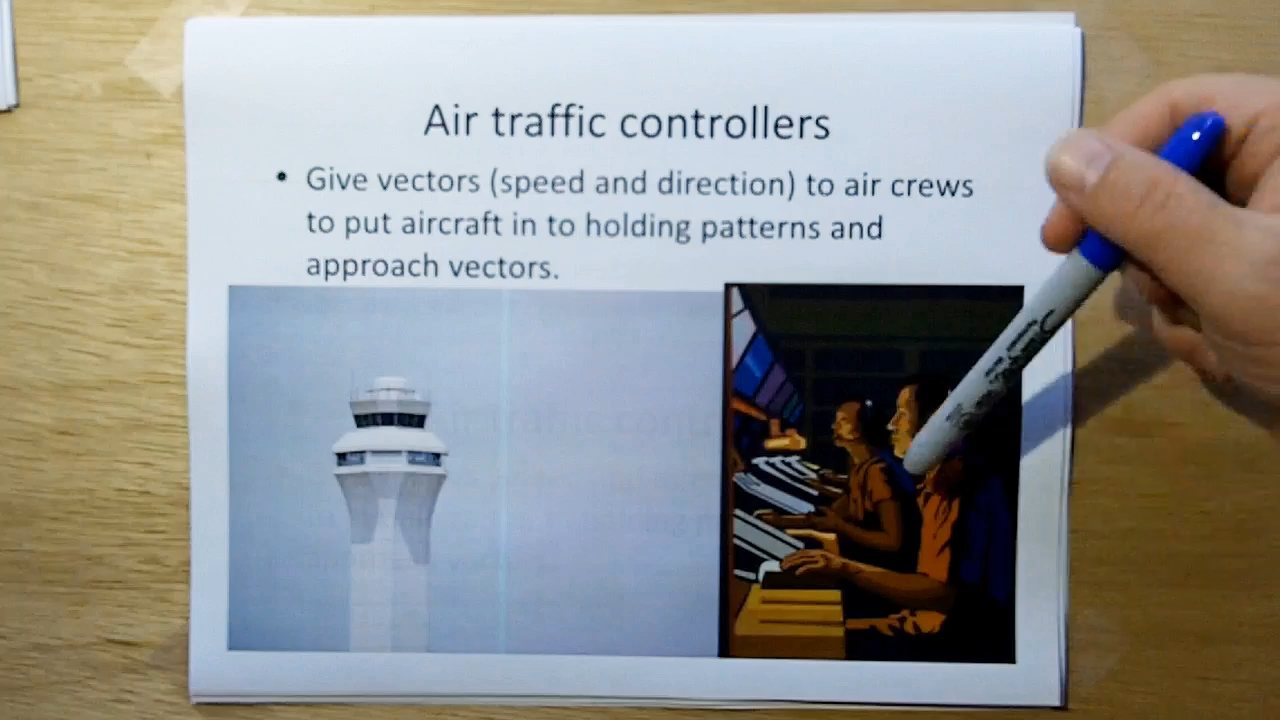 Air traffic controllers
• Give vectors (speed and direction) to air crews
to put aircraft in to holding patterns and
approach vectors.
Sharpie